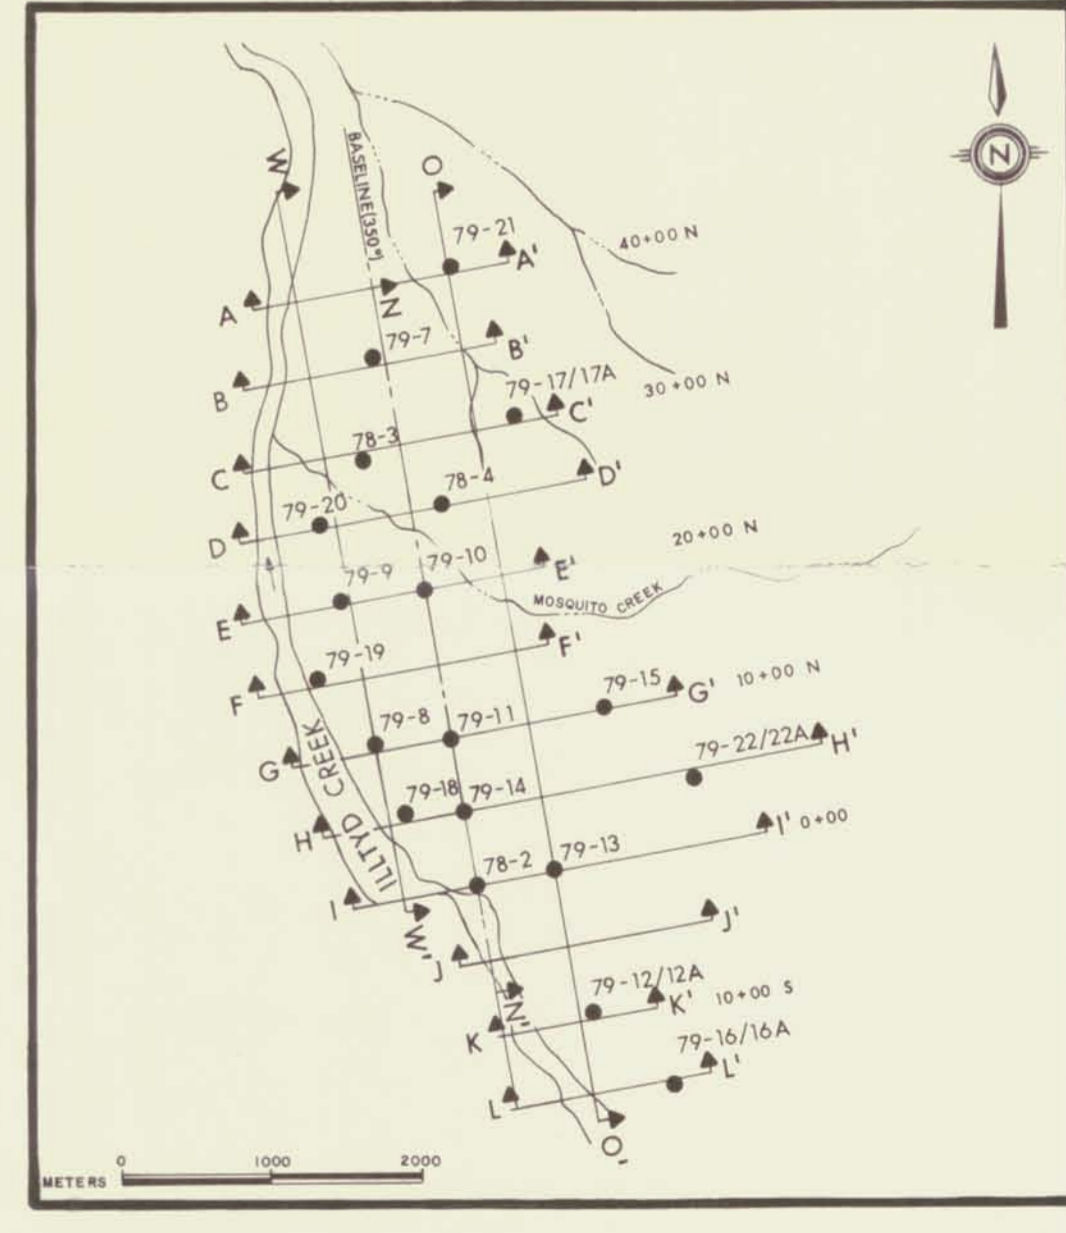 N
W
BASELINE(350°)
O
79-21
40+00 N
A'
A
N
79-7
B'
B
79-17/17A
30+00 N
C'
78-3
C
78-4
D'
79-20
D
20+00 N
79-10
E'
79-9
MOSQUITO CREEK
E
F'
79-19
F
79-15
G'
10+00 N
79-8
79-11
G
79-22/22A
H'
ILLTYD CREEK
79-18
79-14
H
I'
0+00
78-2
79-13
I
W'
J'
J
79-12/12A
K'
10+00 S
N'
K
79-16/16A
L'
L
O'
0
1000
2000
METERS